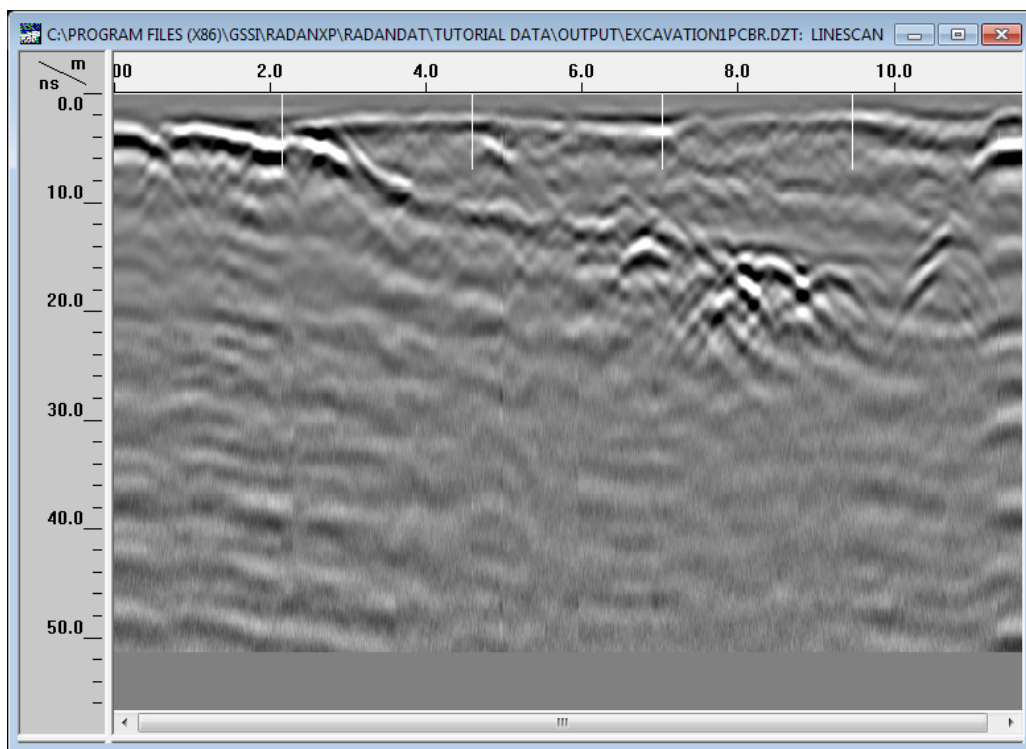 C:\PROGRAM FILES (X86)\GSSI\RADANXP\RADANDAT\TUTORIAL DATA\OUTPUT\EXCAVATION1PCBR.DZT: LINESCAN
m
ns
00 2.0 4.0 6.0 8.0 10.0
0.0
10.0
20.0
30.0
40.0
50.0